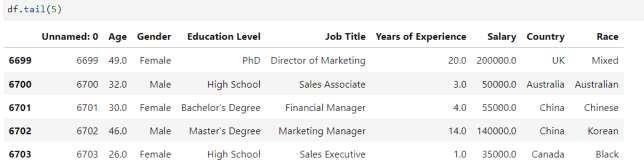 df.tail(5)
Unnamed: 0 Age Gender Education Level Job Title Years of Experience Salary Country Race
6699 6699 49.0 Female PhD Director of Marketing 20.0 200000.0 UK Mixed
6700 6700 32.0 Male High School Sales Associate 3.0 50000.0 Australia Australian
6701 6701 30.0 Female Bachelor's Degree Financial Manager 4.0 55000.0 China Chinese
6702 6702 46.0 Male Master's Degree Marketing Manager 14.0 140000.0 China Korean
6703 6703 26.0 Female High School Sales Executive 1.0 35000.0 Canada Black